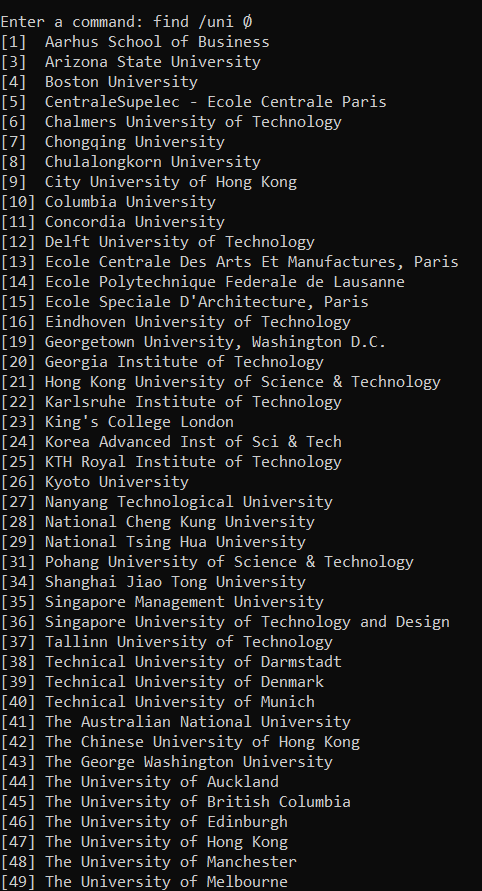 Enter a command: find /uni Ø
[1] Aarhus School of Business
[3] Arizona State University
[4] Boston University
[5] CentraleSupelec - Ecole Centrale Paris
[6] Chalmers University of Technology
[7] Chongqing University
[8] Chulalongkorn University
[9] City University of Hong Kong
[10] Columbia University
[11] Concordia University
[12] Delft University of Technology
[13] Ecole Centrale Des Arts Et Manufactures, Paris
[14] Ecole Polytechnique Federale de Lausanne
[15] Ecole Speciale D'Architecture, Paris
[16] Eindhoven University of Technology
[19] Georgetown University, Washington D.C.
[20] Georgia Institute of Technology
[21] Hong Kong University of Science & Technology
[22] Karlsruhe Institute of Technology
[23] King's College London
[24] Korea Advanced Inst of Sci & Tech
[25] KTH Royal Institute of Technology
[26] Kyoto University
[27] Nanyang Technological University
[28] National Cheng Kung University
[29] National Tsing Hua University
[31] Pohang University of Science & Technology
[34] Shanghai Jiao Tong University
[35] Singapore Management University
[36] Singapore University of Technology and Design
[37] Tallinn University of Technology
[38] Technical University of Darmstadt
[39] Technical University of Denmark
[40] Technical University of Munich
[41] The Australian National University
[42] The Chinese University of Hong Kong
[43] The George Washington University
[44] The University of Auckland
[45] The University of British Columbia
[46] The University of Edinburgh
[47] The University of Hong Kong
[48] The University of Manchester
[49] The University of Melbourne